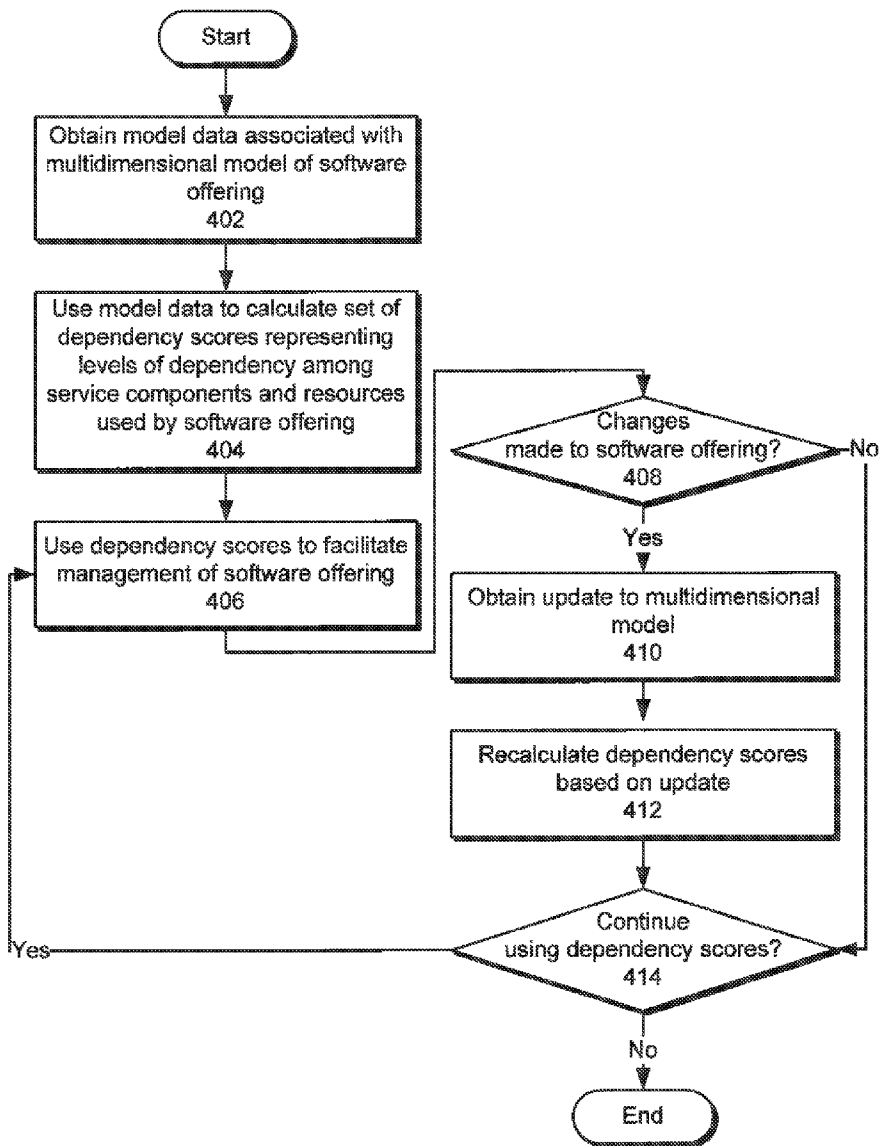 Start
Obtain model data associated with
multidimensional model of software
offering
402
Use model data to calculate set of
dependency scores representing
levels of dependency among
service components and resources
used by software offering
404
Use dependency scores to facilitate
management of software offering
406
Changes
made to software offering?
408
No
Yes
Obtain update to multidimensional
model
410
Recalculate dependency scores
based on update
412
Continue
using dependency scores?
414
Yes
No
End